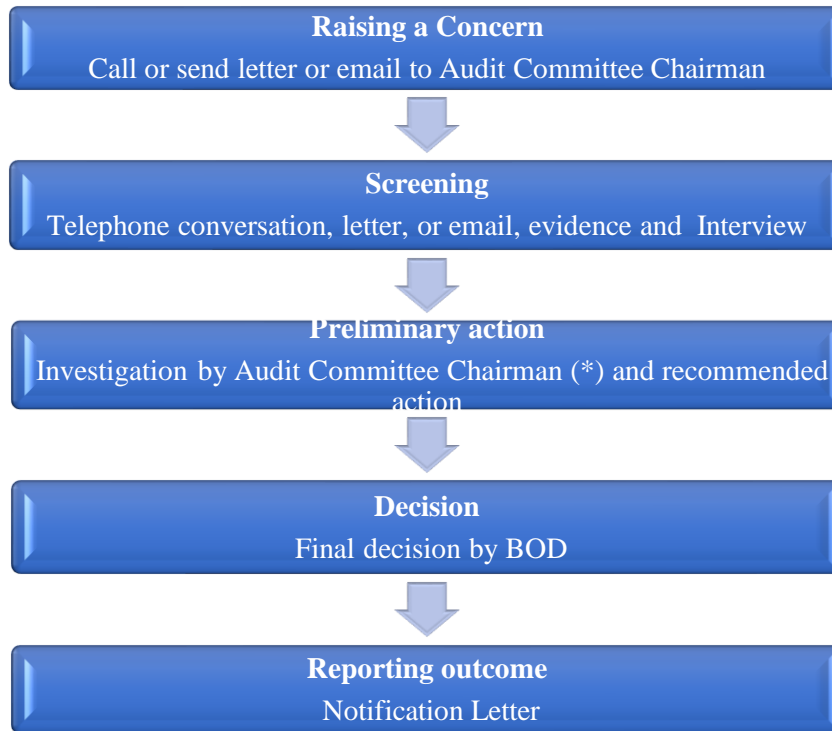 Raising a Concern
Call or send letter or email to Audit Committee Chairman
Screening
Telephone conversation, letter, or email, evidence and Interview
Preliminary action
Investigation by Audit Committee Chairman (*) and recommended
action
Decision
Final decision by BOD
Reporting outcome
Notification Letter